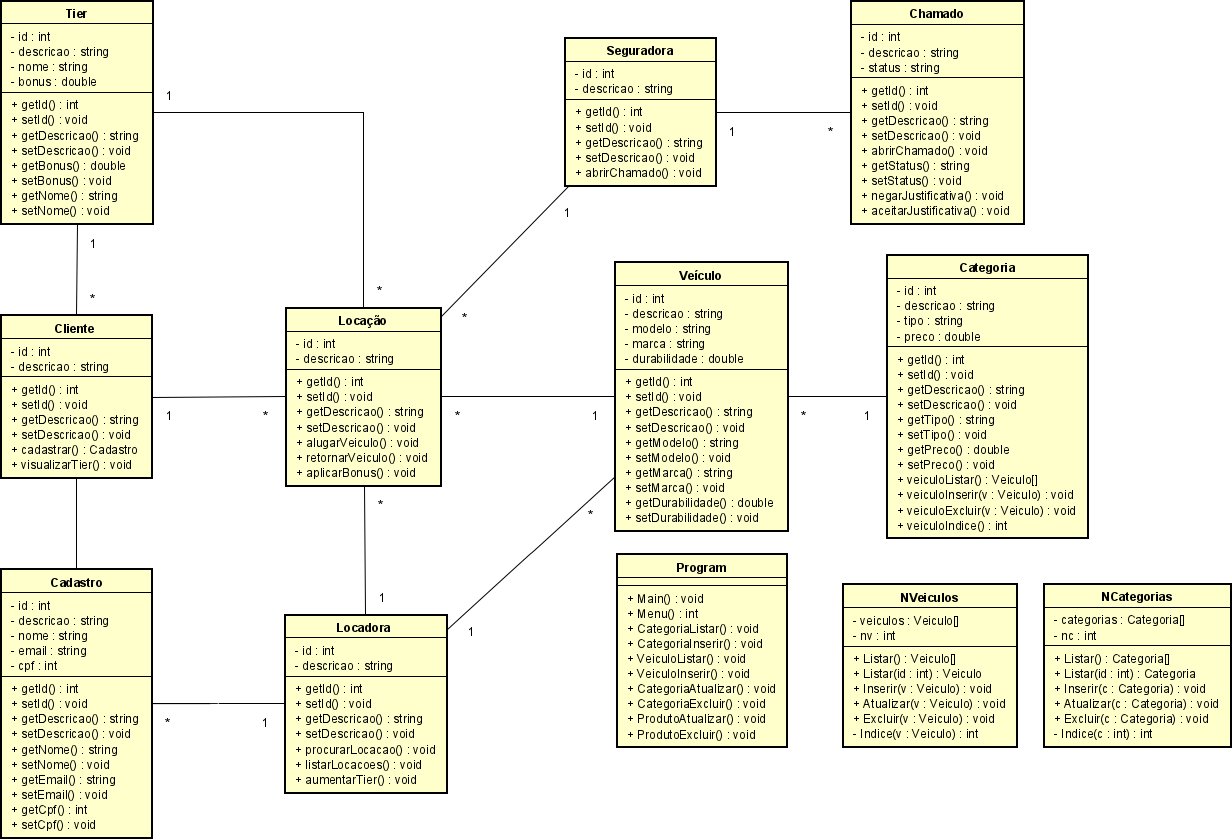 Tier
- id : int
- descricao : string
- nome : string
- bonus : double
+ getId() : int
+ setId() : void
+ getDescricao() : string
+ setDescricao() : void
+ getBonus() : double
+ setBonus() : void
+ getNome() : string
+ setNome() : void
1
*
1
*
Seguradora
- id : int
- descricao : string
+ getId() : int
+ setId() : void
+ getDescricao() : string
+ setDescricao() : void
+ abrirChamado() : void
1
*
1
*
Chamado
- id : int
- descricao : string
- status : string
+ getId() : int
+ setId() : void
+ getDescricao() : string
+ setDescricao() : void
+ abrirChamado() : void
+ getStatus() : string
+ setStatus() : void
+ negarJustificativa() : void
+ aceitarJustificativa() : void
Cliente
- id : int
- descricao : string
+ getId() : int
+ setId() : void
+ getDescricao() : string
+ setDescricao() : void
+ cadastrar() : Cadastro
+ visualizarTier() : void
1
*
Locação
- id : int
- descricao : string
+ getId() : int
+ setId() : void
+ getDescricao() : string
+ setDescricao() : void
+ alugarVeiculo() : void
+ retornarVeiculo() : void
+ aplicarBonus() : void
*
1
*
1
Veículo
- id : int
- descricao : string
- modelo : string
- marca : string
- durabilidade : double
+ getId() : int
+ setId() : void
+ getDescricao() : string
+ setDescricao() : void
+ getModelo() : string
+ setModelo() : void
+ getMarca() : string
+ setMarca() : void
+ getDurabilidade() : double
+ setDurabilidade() : void
*
1
*
1
Categoria
- id : int
- descricao : string
- tipo : string
- preco : double
+ getId() : int
+ setId() : void
+ getDescricao() : string
+ setDescricao() : void
+ getTipo() : string
+ setTipo() : void
+ getPreco() : double
+ setPreco() : void
+ veiculoListar() : Veiculo[]
+ veiculoInserir(v : Veiculo) : void
+ veiculoExcluir(v : Veiculo) : void
+ veiculoIndice() : int
Cadastro
- id : int
- descricao : string
- nome : string
- email : string
- cpf : int
+ getId() : int
+ setId() : void
+ getDescricao() : string
+ setDescricao() : void
+ getNome() : string
+ setNome() : void
+ getEmail() : string
+ setEmail() : void
+ getCpf() : int
+ setCpf() : void
*
1
Locadora
- id : int
- descricao : string
+ getId() : int
+ setId() : void
+ getDescricao() : string
+ setDescricao() : void
+ procurarLocacao() : void
+ listarLocacoes() : void
+ aumentarTier() : void
Program
+ Main() : void
+ Menu() : int
+ CategoriaListar() : void
+ CategoriaInserir() : void
+ VeiculoListar() : void
+ VeiculoInserir() : void
+ CategoriaAtualizar() : void
+ CategoriaExcluir() : void
+ ProdutoAtualizar() : void
+ ProdutoExcluir() : void
NVeiculos
- veiculos : Veiculo[]
- nv : int
+ Listar() : Veiculo[]
+ Listar(id : int) : Veiculo
+ Inserir(v : Veiculo) : void
+ Atualizar(v : Veiculo) : void
+ Excluir(v : Veiculo) : void
- Indice(v : Veiculo) : int
NCategorias
- categorias : Categoria[]
- nc : int
+ Listar() : Categoria[]
+ Listar(id : int) : Categoria
+ Inserir(c : Categoria) : void
+ Atualizar(c : Categoria) : void
+ Excluir(c : Categoria) : void
- Indice(c : int) : int